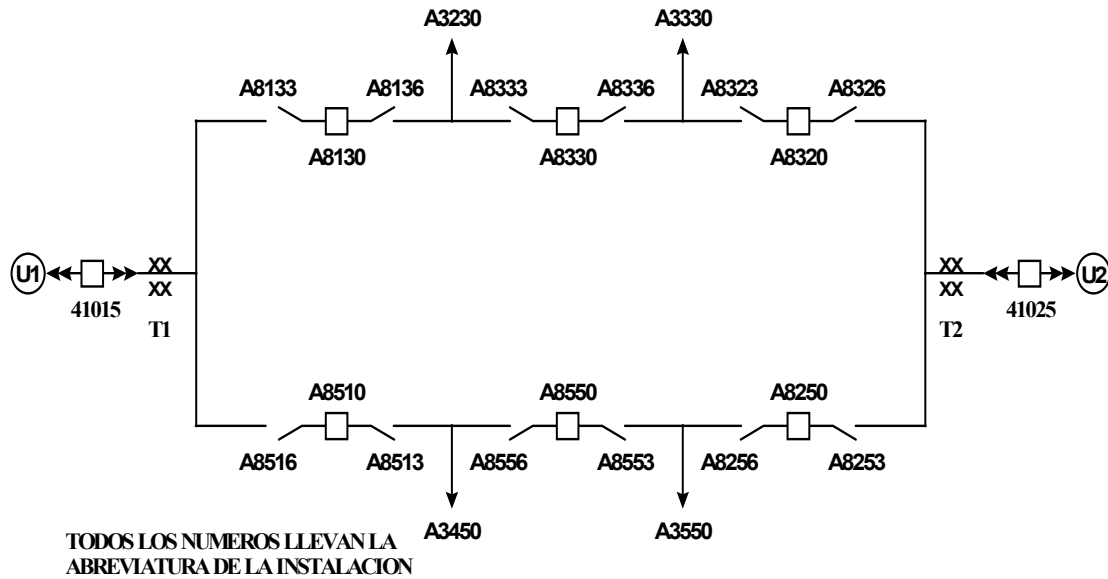 A3230
A3330
A8133
A8136
A8333
A8336
A8323
A8326
A8130
A8330
A8320
U1
XX
XX
41015
T1
XX
XX
U2
41025
T2
A8510
A8550
A8250
A8516
A8513
A8556
A8553
A8256
A8253
A3450
A3550
TODOS LOS NUMEROS LLEVAN LA
ABREVIATURA DE LA INSTALACION